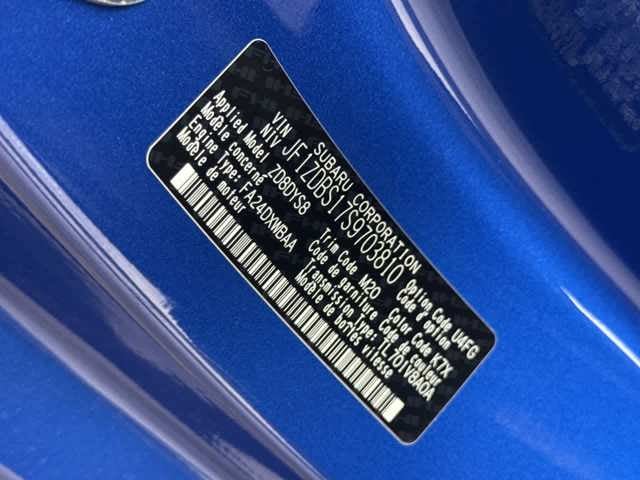 SUBARU CORPORATION
VIN
NIV JF1ZDBS17S9703810
Applied Model
Modèle concerné ZD8DYS8
Engine Type
Modèle de moteur FA24DXWBAA
Option Code
Code d'option U4FG
Trim Code
Code de garniture M20
Color Code
Code de couleur K7X
Transmission Type
Modèle de boîtes vitesse TL70IV8AOA